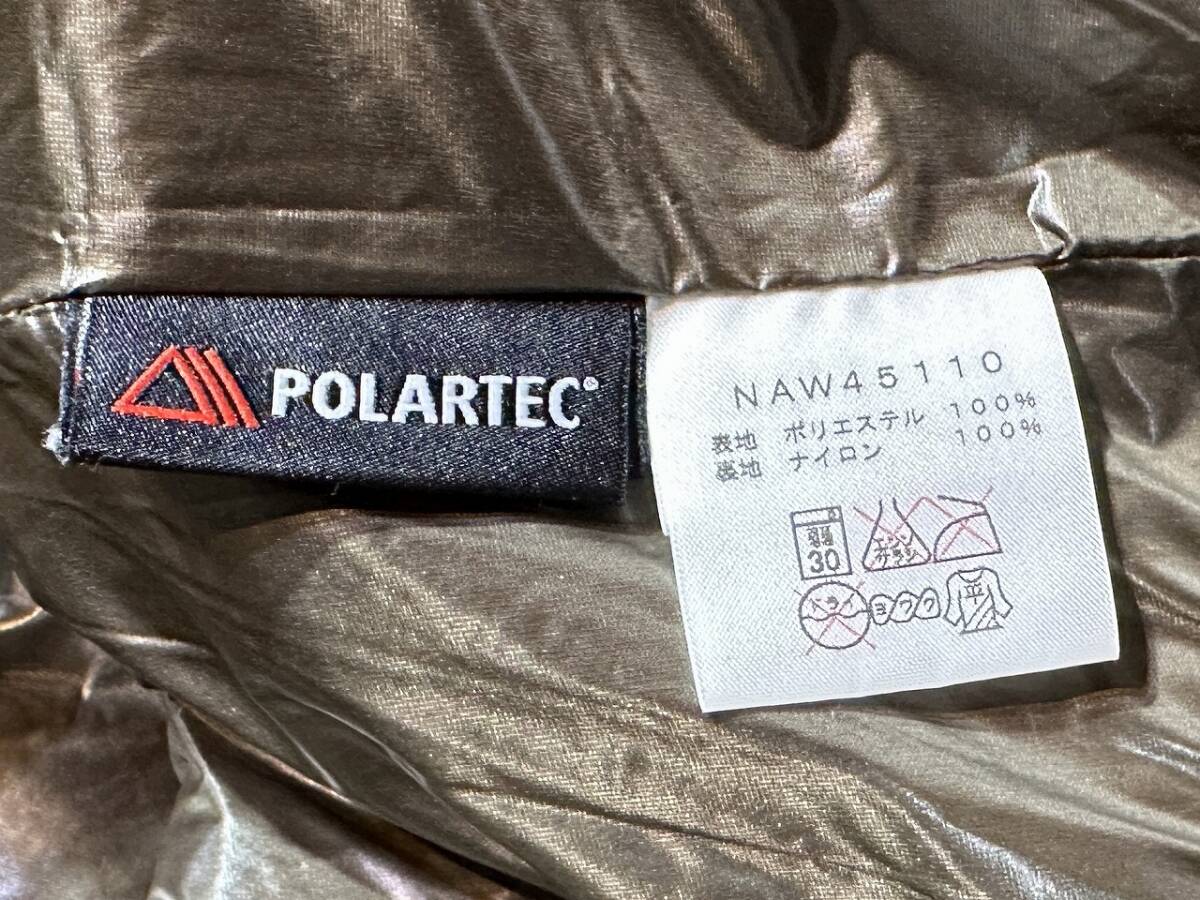 POLARTEC®
NAW45110
表地 ポリエステル 100%
裏地 ナイロン 100%
弱
30
エンソ
サラシ
ドライ
ヨワク
平